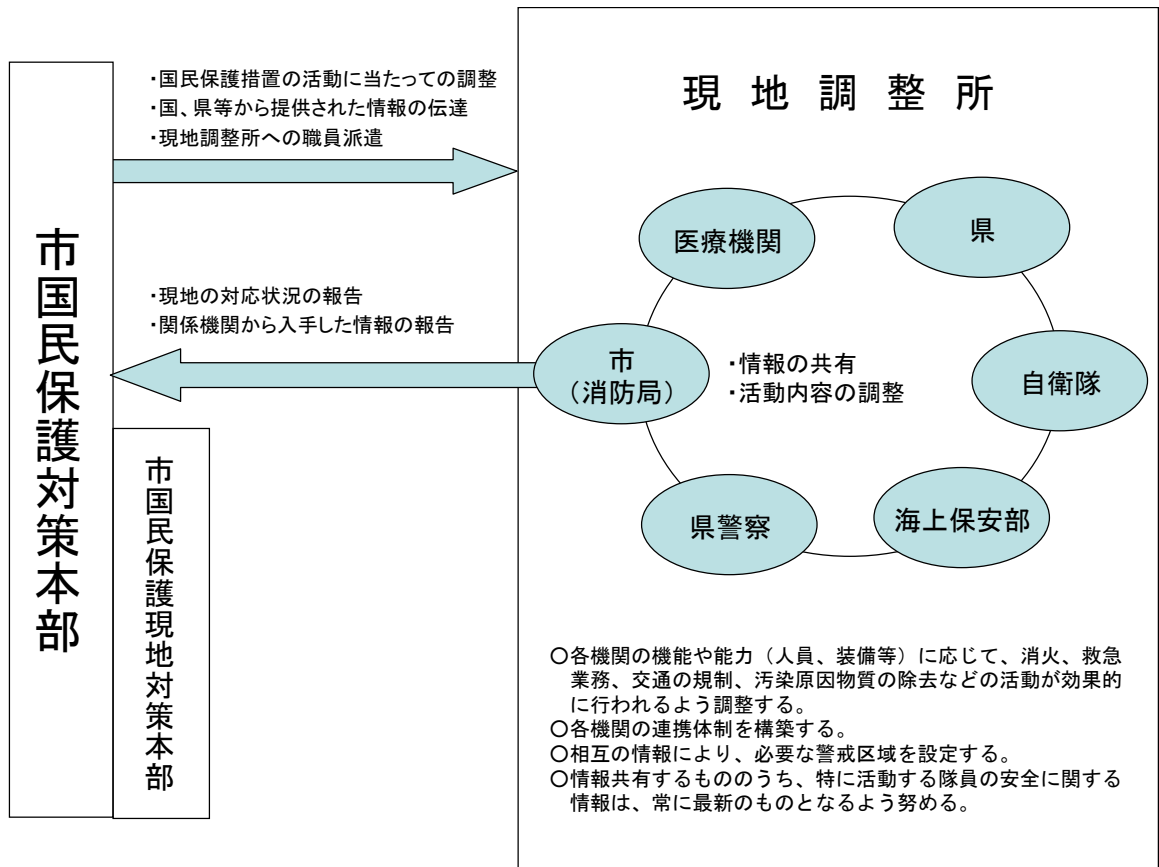 市国民保護対策本部
市国民保護現地対策本部
・国民保護措置の活動に当たっての調整
・国、県等から提供された情報の伝達
・現地調整所への職員派遣
・現地の対応状況の報告
・関係機関から入手した情報の報告
現地調整所
医療機関
県
市
（消防局）
・情報の共有
・活動内容の調整
自衛隊
県警察
海上保安部
○各機関の機能や能力（人員、装備等）に応じて、消火、救急
業務、交通の規制、汚染原因物質の除去などの活動が効果的
に行われるよう調整する。
○各機関の連携体制を構築する。
○相互の情報により、必要な警戒区域を設定する。
○情報共有するもののうち、特に活動する隊員の安全に関する
情報は、常に最新のものとなるよう努める。